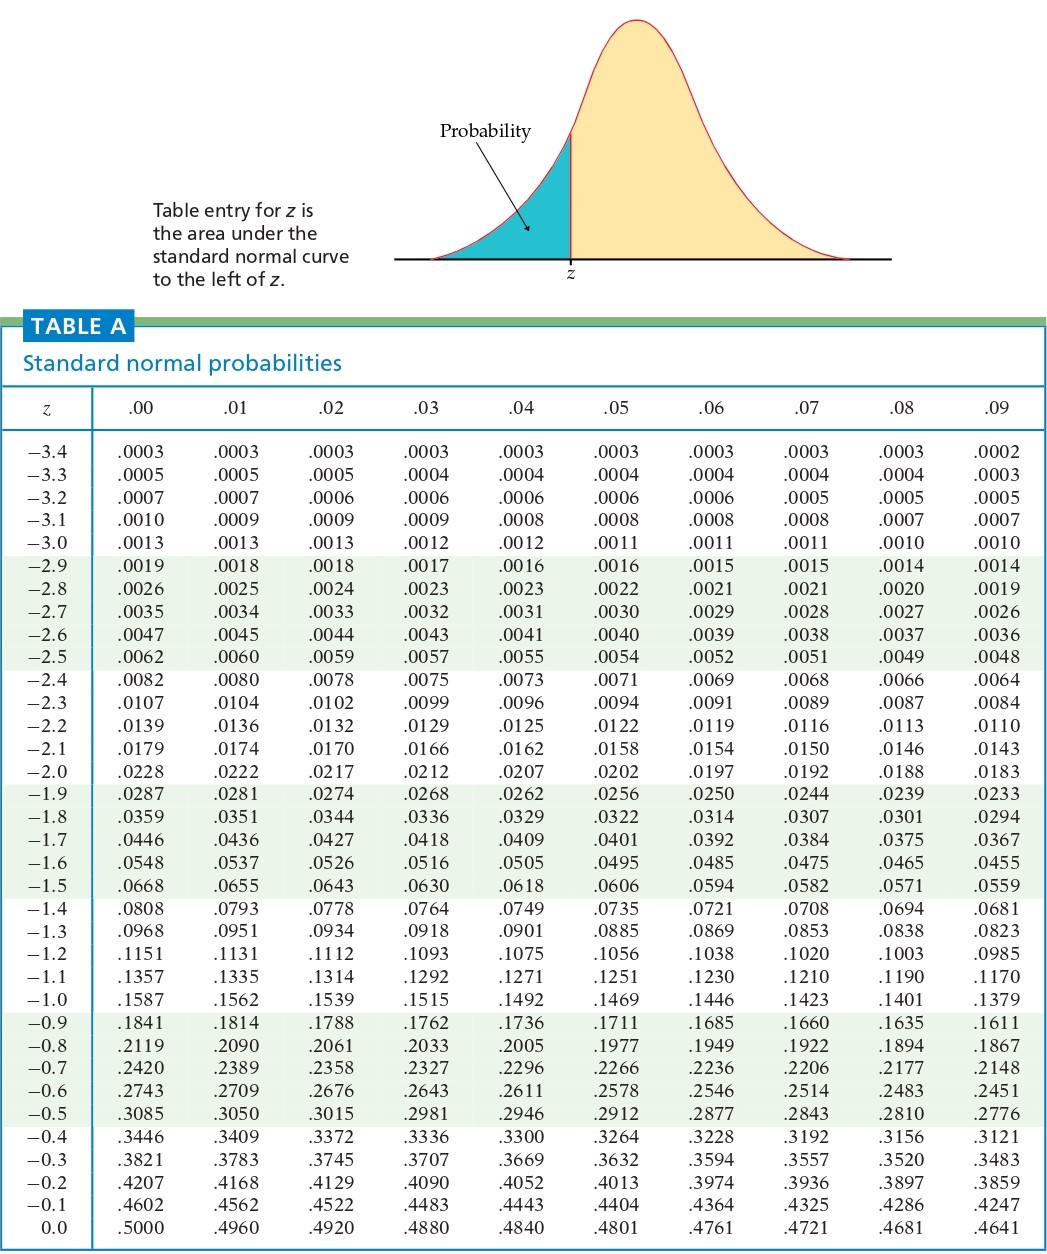 Probability
Table entry for z is
the area under the
standard normal curve
to the left of z.
z
TABLE A
Standard normal probabilities
z .00 .01 .02 .03 .04 .05 .06 .07 .08 .09
−3.4 .0003 .0003 .0003 .0003 .0003 .0003 .0003 .0003 .0003 .0002
−3.3 .0005 .0005 .0005 .0004 .0004 .0004 .0004 .0004 .0004 .0003
−3.2 .0007 .0007 .0006 .0006 .0006 .0006 .0006 .0005 .0005 .0005
−3.1 .0010 .0009 .0009 .0009 .0008 .0008 .0008 .0008 .0007 .0007
−3.0 .0013 .0013 .0013 .0012 .0012 .0011 .0011 .0011 .0010 .0010
−2.9 .0019 .0018 .0018 .0017 .0016 .0016 .0015 .0015 .0014 .0014
−2.8 .0026 .0025 .0024 .0023 .0023 .0022 .0021 .0021 .0020 .0019
−2.7 .0035 .0034 .0033 .0032 .0031 .0030 .0029 .0028 .0027 .0026
−2.6 .0047 .0045 .0044 .0043 .0041 .0040 .0039 .0038 .0037 .0036
−2.5 .0062 .0060 .0059 .0057 .0055 .0054 .0052 .0051 .0049 .0048
−2.4 .0082 .0080 .0078 .0075 .0073 .0071 .0069 .0068 .0066 .0064
−2.3 .0107 .0104 .0102 .0099 .0096 .0094 .0091 .0089 .0087 .0084
−2.2 .0139 .0136 .0132 .0129 .0125 .0122 .0119 .0116 .0113 .0110
−2.1 .0179 .0174 .0170 .0166 .0162 .0158 .0154 .0150 .0146 .0143
−2.0 .0228 .0222 .0217 .0212 .0207 .0202 .0197 .0192 .0188 .0183
−1.9 .0287 .0281 .0274 .0268 .0262 .0256 .0250 .0244 .0239 .0233
−1.8 .0359 .0351 .0344 .0336 .0329 .0322 .0314 .0307 .0301 .0294
−1.7 .0446 .0436 .0427 .0418 .0409 .0401 .0392 .0384 .0375 .0367
−1.6 .0548 .0537 .0526 .0516 .0505 .0495 .0485 .0475 .0465 .0455
−1.5 .0668 .0655 .0643 .0630 .0618 .0606 .0594 .0582 .0571 .0559
−1.4 .0808 .0793 .0778 .0764 .0749 .0735 .0721 .0708 .0694 .0681
−1.3 .0968 .0951 .0934 .0918 .0901 .0885 .0869 .0853 .0838 .0823
−1.2 .1151 .1131 .1112 .1093 .1075 .1056 .1038 .1020 .1003 .0985
−1.1 .1357 .1335 .1314 .1292 .1271 .1251 .1230 .1210 .1190 .1170
−1.0 .1587 .1562 .1539 .1515 .1492 .1469 .1446 .1423 .1401 .1379
−0.9 .1841 .1814 .1788 .1762 .1736 .1711 .1685 .1660 .1635 .1611
−0.8 .2119 .2090 .2061 .2033 .2005 .1977 .1949 .1922 .1894 .1867
−0.7 .2420 .2389 .2358 .2327 .2296 .2266 .2236 .2206 .2177 .2148
−0.6 .2743 .2709 .2676 .2643 .2611 .2578 .2546 .2514 .2483 .2451
−0.5 .3085 .3050 .3015 .2981 .2946 .2912 .2877 .2843 .2810 .2776
−0.4 .3446 .3409 .3372 .3336 .3300 .3264 .3228 .3192 .3156 .3121
−0.3 .3821 .3783 .3745 .3707 .3669 .3632 .3594 .3557 .3520 .3483
−0.2 .4207 .4168 .4129 .4090 .4052 .4013 .3974 .3936 .3897 .3859
−0.1 .4602 .4562 .4522 .4483 .4443 .4404 .4364 .4325 .4286 .4247
0.0 .5000 .4960 .4920 .4880 .4840 .4801 .4761 .4721 .4681 .4641